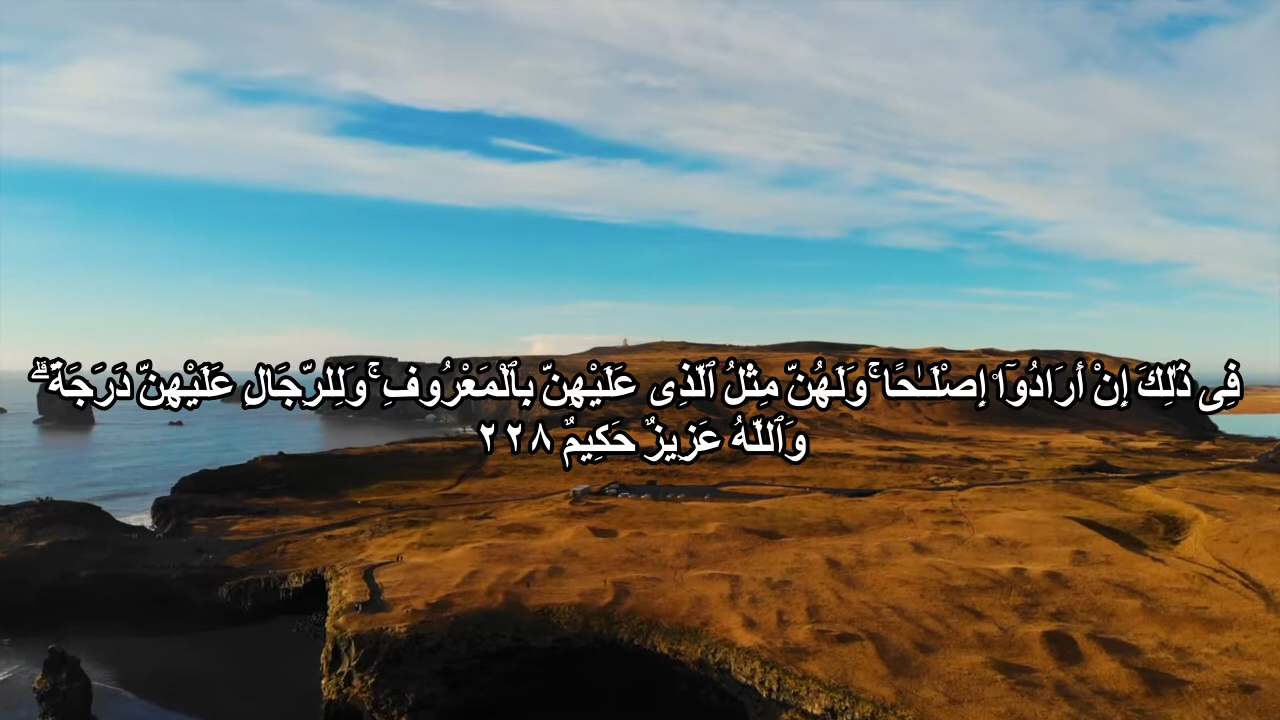 فِى ذَٰلِكَ إِنْ أَرَادُوٓا۟ إِصْلَـٰحًا ۚ وَلَهُنَّ مِثْلُ ٱلَّذِى عَلَيْهِنَّ بِٱلْمَعْرُوفِ ۚ وَلِلرِّجَالِ عَلَيْهِنَّ دَرَجَةٌ ۗ
وَٱللَّهُ عَزِيزٌ حَكِيمٌ ٢٢٨